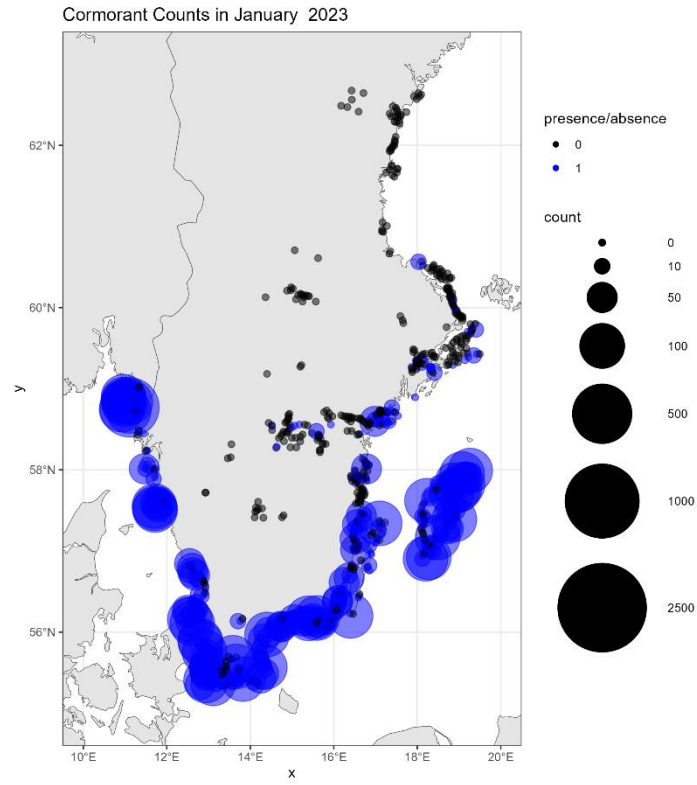 Cormorant Counts in January  2023
62°N
60°N
58°N
56°N
y
10°E
12°E
14°E
16°E
18°E
20°E
x
presence/absence
0
1
count
0
10
50
100
500
1000
2500